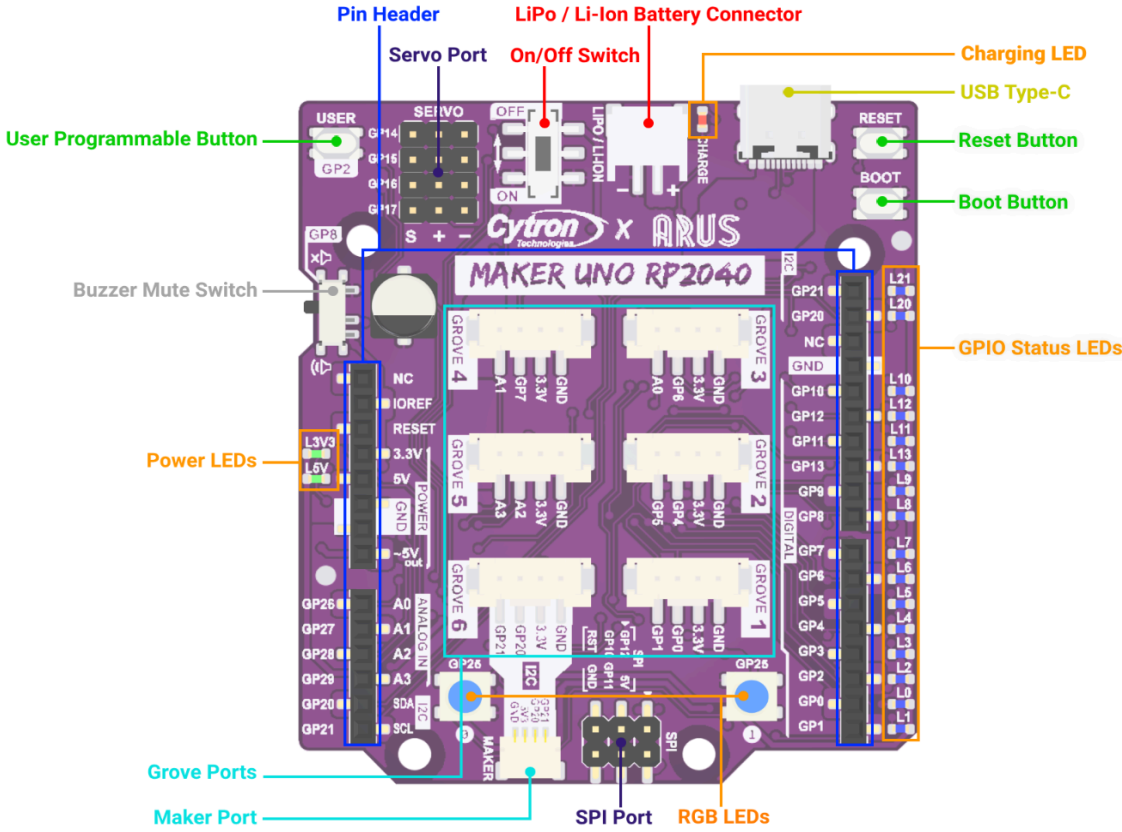 Pin Header
LiPo / Li-Ion Battery Connector
Servo Port
On/Off Switch
Charging LED
USB Type-C
User Programmable Button
Reset Button
Boot Button
Buzzer Mute Switch
GPIO Status LEDs
Power LEDs
Grove Ports
Maker Port
SPI Port
RGB LEDs
USER
GP2
SERVO
GP14
GP15
GP16
GP17
S + −
OFF
ON
LIPO / LI-ION
− +
CHARGE
RESET
BOOT
GP8
Cytron
Technologies
x
ARUS
MAKER UNO RP2040
NC
IOREF
RESET
3.3V
5V
GND
~5V
out
POWER
L3V3
L5V
GP26 A0
GP27 A1
GP28 A2
GP29 A3
GP20 SDA
GP21 SCL
ANALOG IN
I2C
GROVE 4
A1 GP7 3.3V GND
GROVE 3
A0 GP6 3.3V GND
GROVE 5
A3 A2 3.3V GND
GROVE 2
GP5 GP4 3.3V GND
GROVE 6
GP21 GP20 3.3V GND
GROVE 1
GP1 GP0 3.3V GND
I2C
GND 3V3 GP20 GP21
MAKER
RST GP10 GP12
SPI
GND GP11 5V
SPI
GP25
0
GP25
1
I2C
GP21 L21
GP20 L20
NC
GND
GP10 L10
GP12 L12
GP11 L11
GP13 L13
GP9 L9
GP8 L8
DIGITAL
GP7 L7
GP6 L6
GP5 L5
GP4 L4
GP3 L3
GP2 L2
GP0 L0
GP1 L1